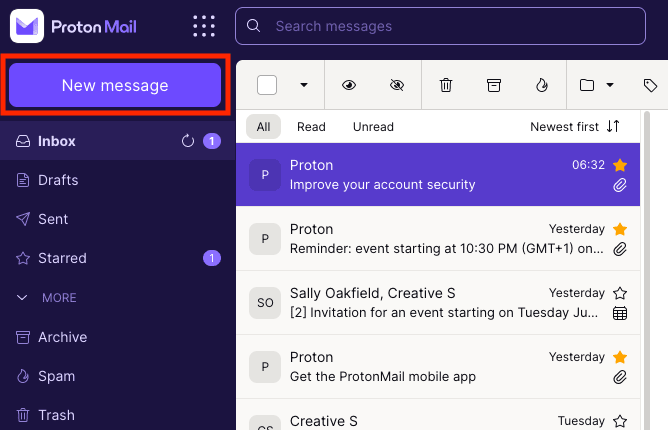 Proton Mail
Search messages
New message
Inbox 1
Drafts
Sent
Starred 1
MORE
Archive
Spam
Trash
All Read Unread Newest first
P Proton 06:32
Improve your account security
P Proton Yesterday
Reminder: event starting at 10:30 PM (GMT+1) on...
SO Sally Oakfield, Creative S Yesterday
[2] Invitation for an event starting on Tuesday Ju...
P Proton Yesterday
Get the ProtonMail mobile app
CS Creative S Tuesday